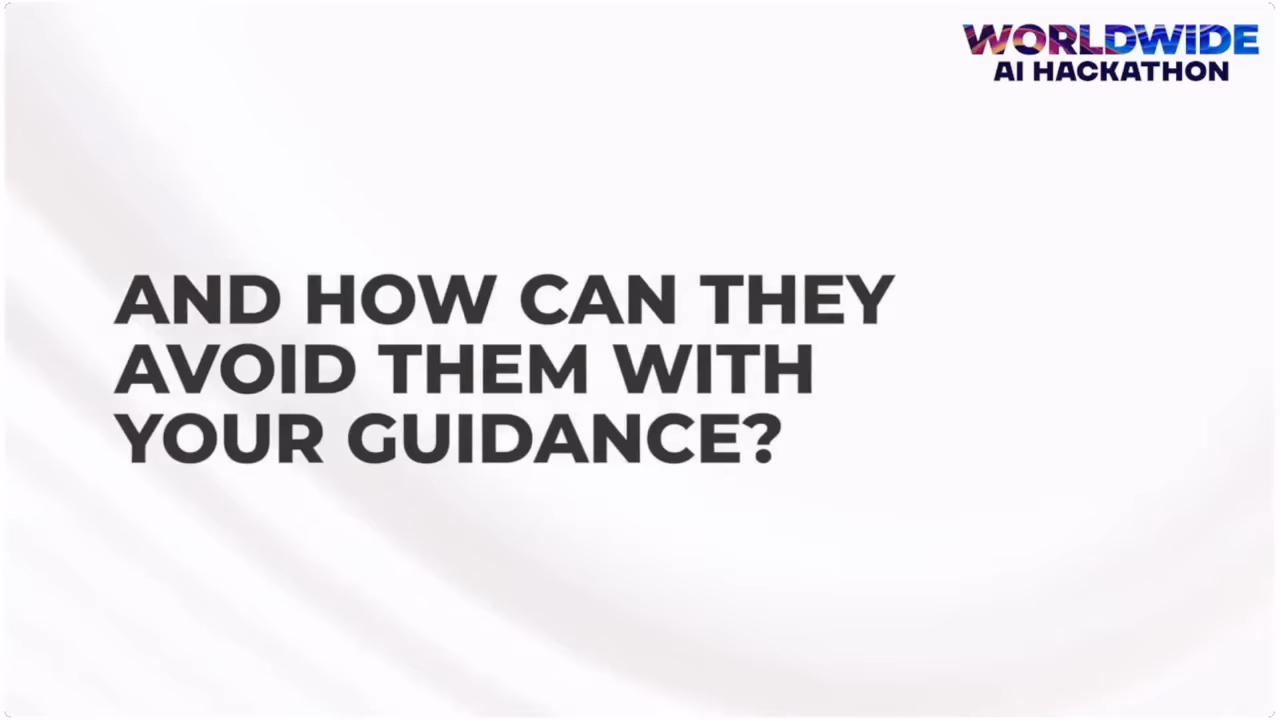 WORLDWIDE
AI HACKATHON
AND HOW CAN THEY
AVOID THEM WITH
YOUR GUIDANCE?